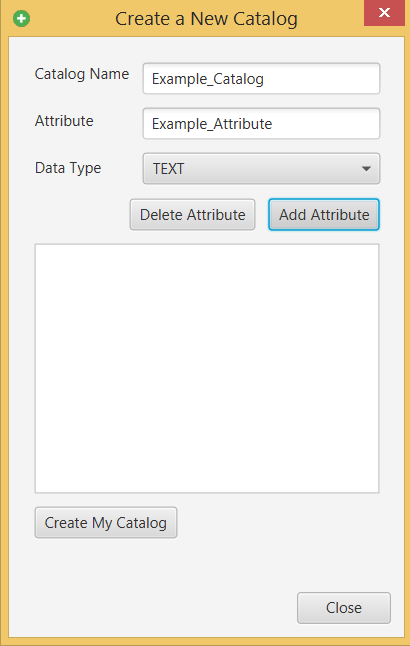 Create a New Catalog
Catalog Name Example_Catalog
Attribute Example_Attribute
Data Type TEXT
Delete Attribute Add Attribute
Create My Catalog
Close